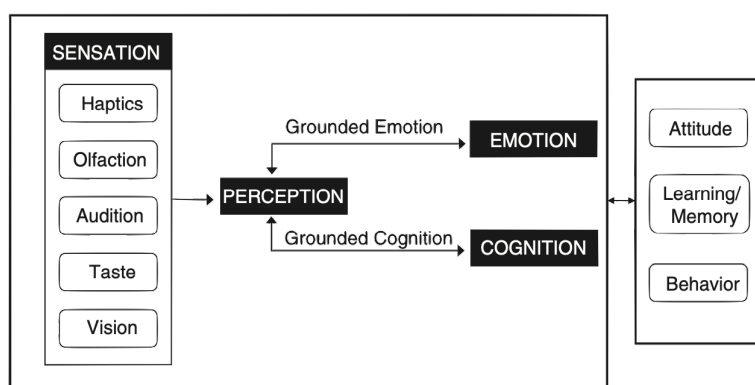 SENSATION
Haptics
Olfaction
Audition
Taste
Vision
PERCEPTION
Grounded Emotion
EMOTION
Grounded Cognition
COGNITION
Attitude
Learning/
Memory
Behavior